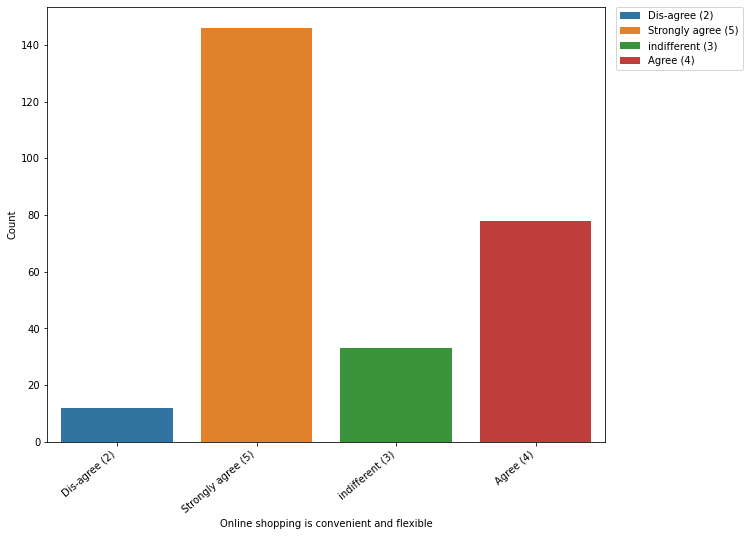 Dis-agree (2)
Strongly agree (5)
indifferent (3)
Agree (4)
140
120
100
80
60
40
20
0
Count
Dis-agree (2)
Strongly agree (5)
indifferent (3)
Agree (4)
Online shopping is convenient and flexible